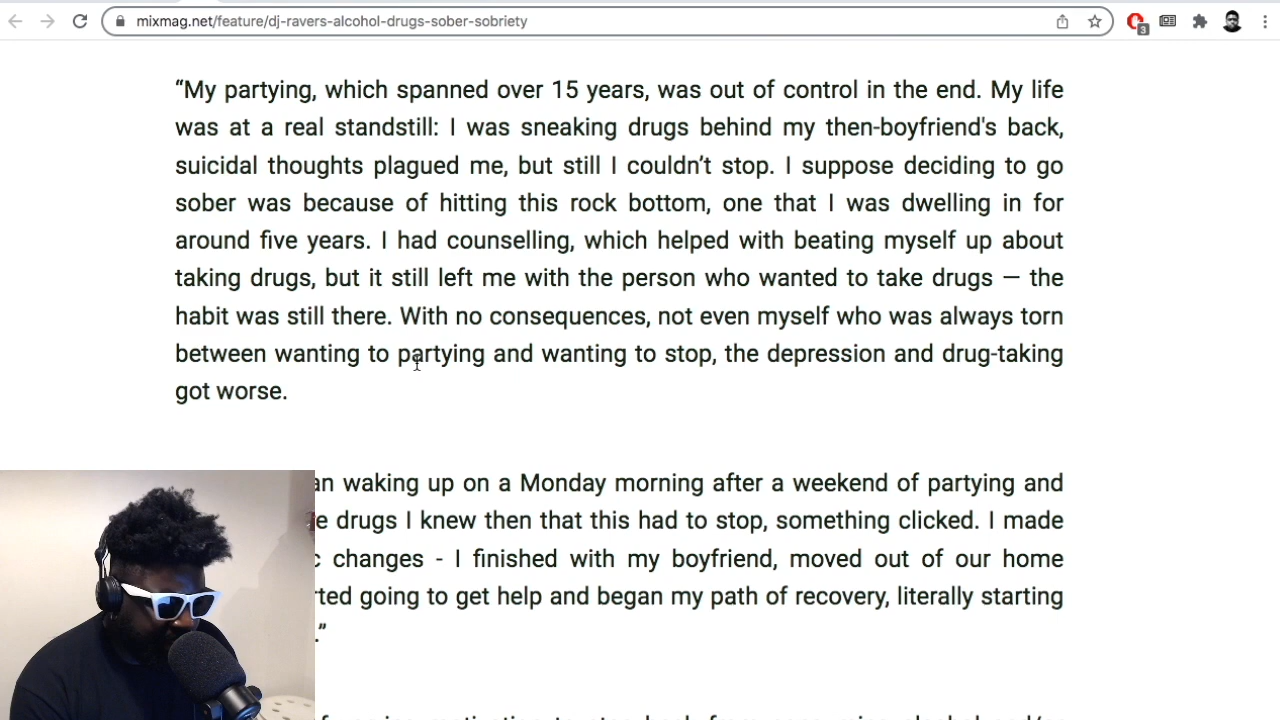 mixmag.net/feature/dj-ravers-alcohol-drugs-sober-sobriety
3
“My partying, which spanned over 15 years, was out of control in the end. My life
was at a real standstill: I was sneaking drugs behind my then-boyfriend's back,
suicidal thoughts plagued me, but still I couldn’t stop. I suppose deciding to go
sober was because of hitting this rock bottom, one that I was dwelling in for
around five years. I had counselling, which helped with beating myself up about
taking drugs, but it still left me with the person who wanted to take drugs — the
habit was still there. With no consequences, not even myself who was always torn
between wanting to partying and wanting to stop, the depression and drug-taking
got worse.
waking up on a Monday morning after a weekend of partying and
drugs I knew then that this had to stop, something clicked. I made
changes - I finished with my boyfriend, moved out of our home
going to get help and began my path of recovery, literally starting
.”